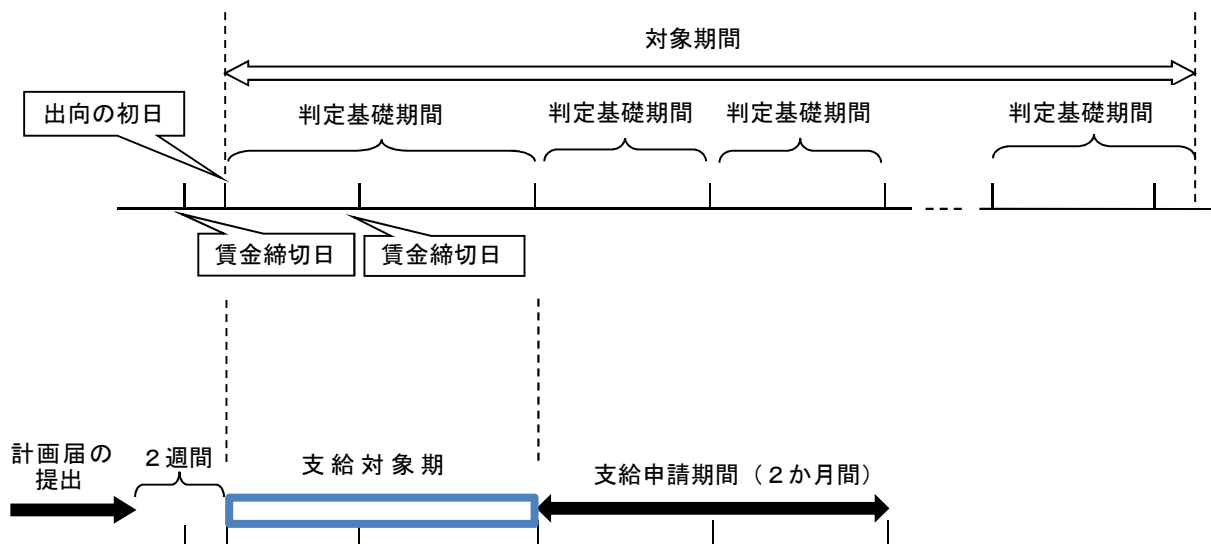 対象期間
出向の初日
判定基礎期間
判定基礎期間
判定基礎期間
判定基礎期間
賃金締切日
賃金締切日
計画届の
提出
２週間
支給対象期
支給申請期間（２か月間）